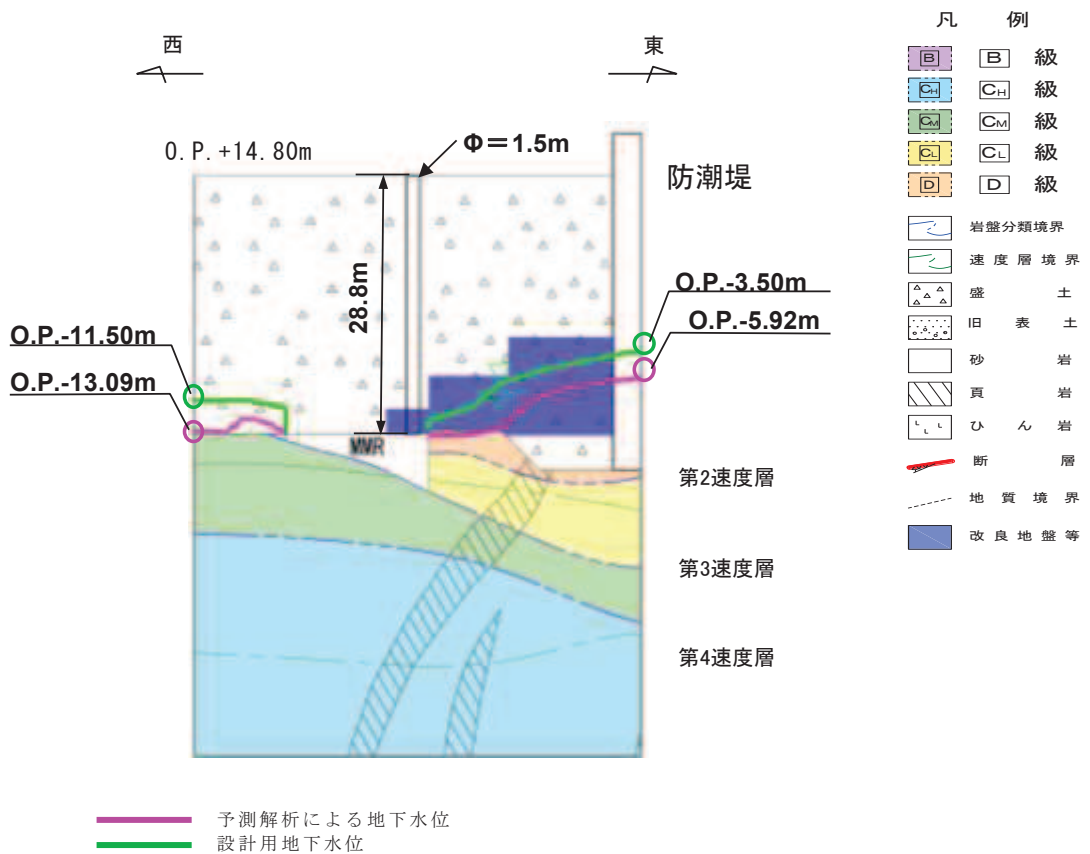 西
東
O.P.+14.80m
Φ＝1.5m
防潮堤
28.8m
O.P.-3.50m
O.P.-5.92m
O.P.-11.50m
O.P.-13.09m
MMR
第2速度層
第3速度層
第4速度層
凡 例
B B 級
CH CH 級
CM CM 級
CL CL 級
D D 級
岩盤分類境界
速度層境界
盛土
旧表土
砂岩
頁岩
ひん岩
断層
地質境界
改良地盤等
予測解析による地下水位
設計用地下水位